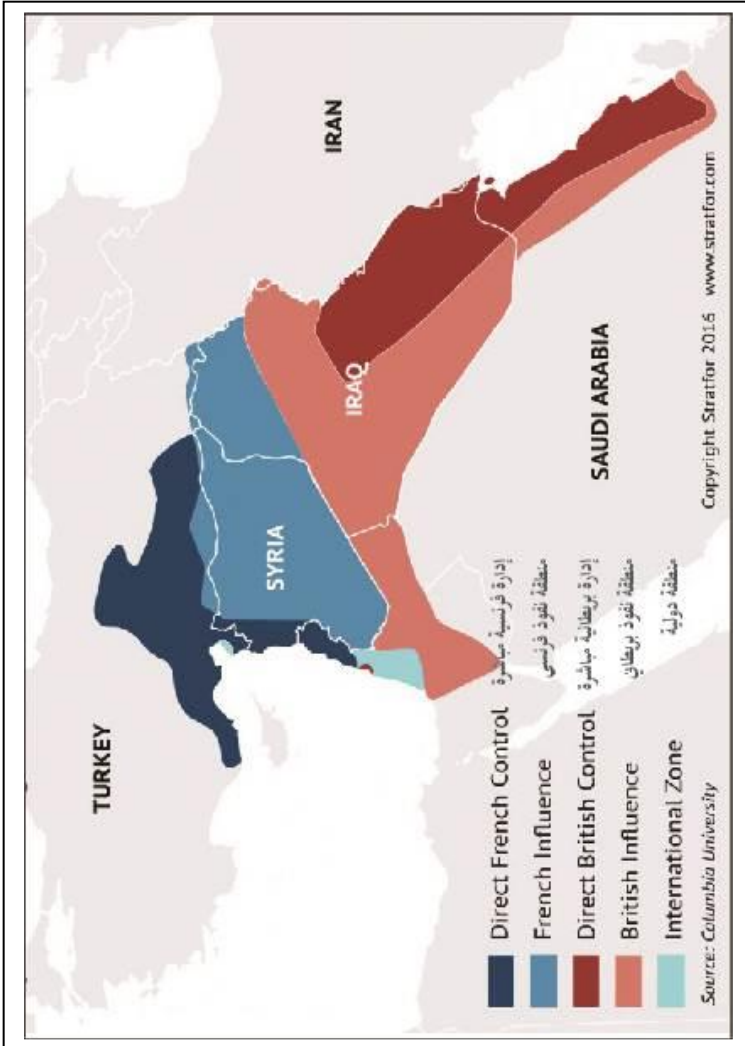 TURKEY
IRAN
SYRIA
IRAQ
SAUDI ARABIA
Direct French Control إدارة فرنسية مباشرة
French Influence منطقة نفوذ فرنسي
Direct British Control إدارة بريطانية مباشرة
British Influence منطقة نفوذ بريطاني
International Zone منطقة دولية
Source: Columbia University
Copyright Stratfor 2016 www.stratfor.com